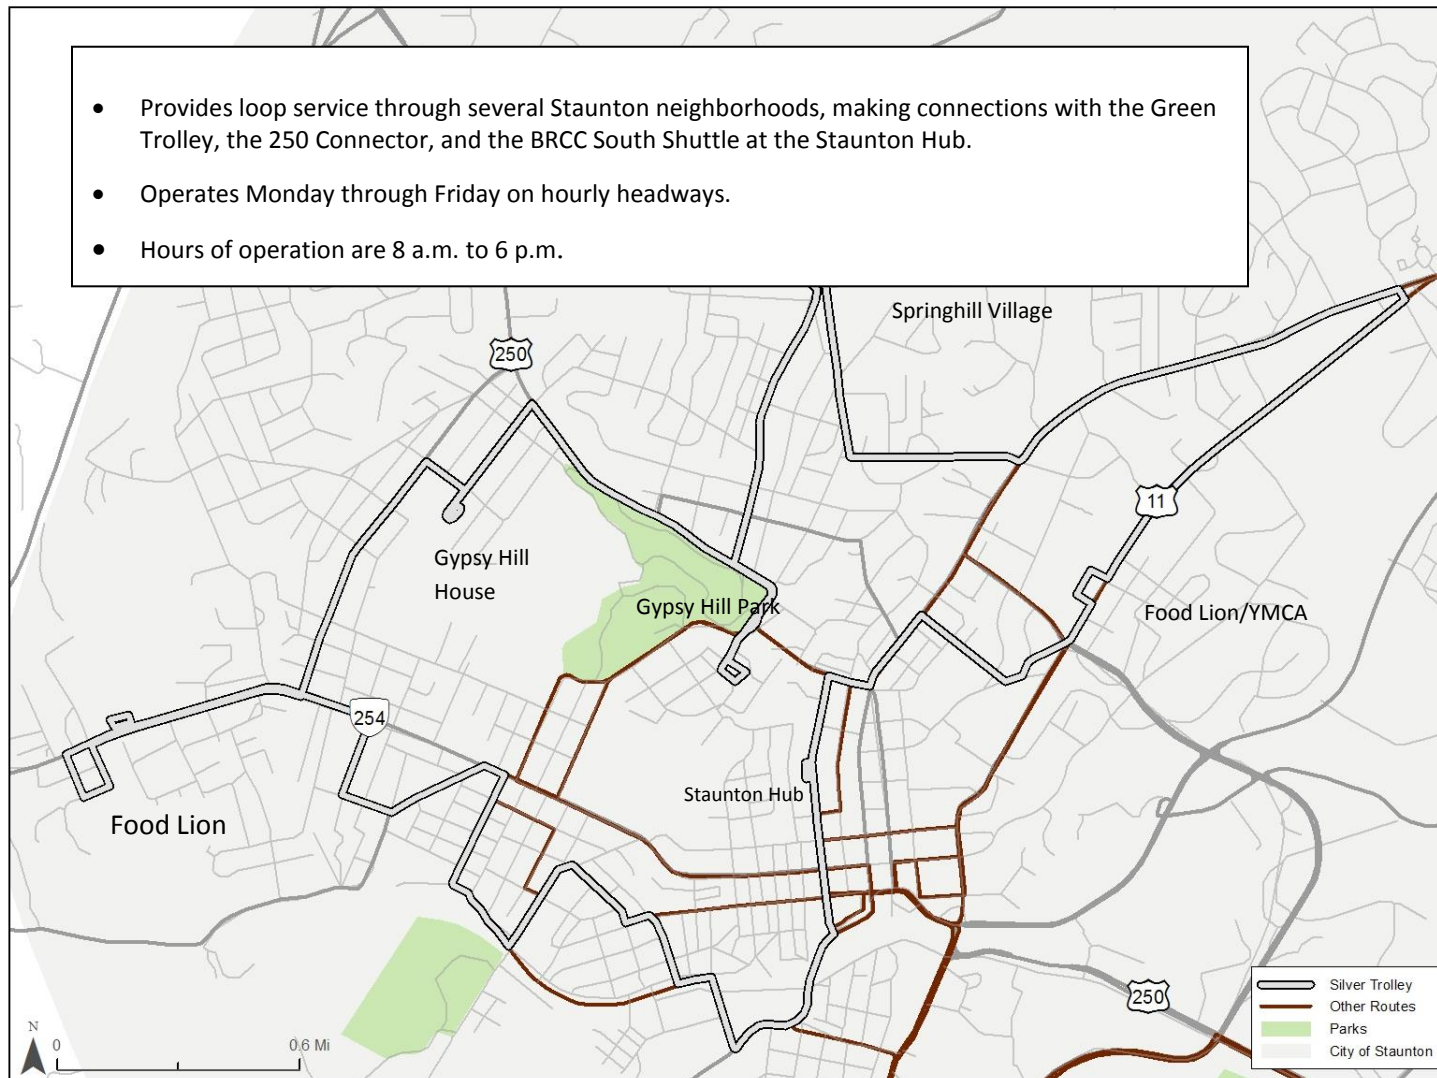 • Provides loop service through several Staunton neighborhoods, making connections with the Green
Trolley, the 250 Connector, and the BRCC South Shuttle at the Staunton Hub.
• Operates Monday through Friday on hourly headways.
• Hours of operation are 8 a.m. to 6 p.m.
Springhill Village
250
11
Gypsy Hill
House
Gypsy Hill Park
Food Lion/YMCA
254
Staunton Hub
Food Lion
250
N
0
0.6 Mi
Silver Trolley
Other Routes
Parks
City of Staunton